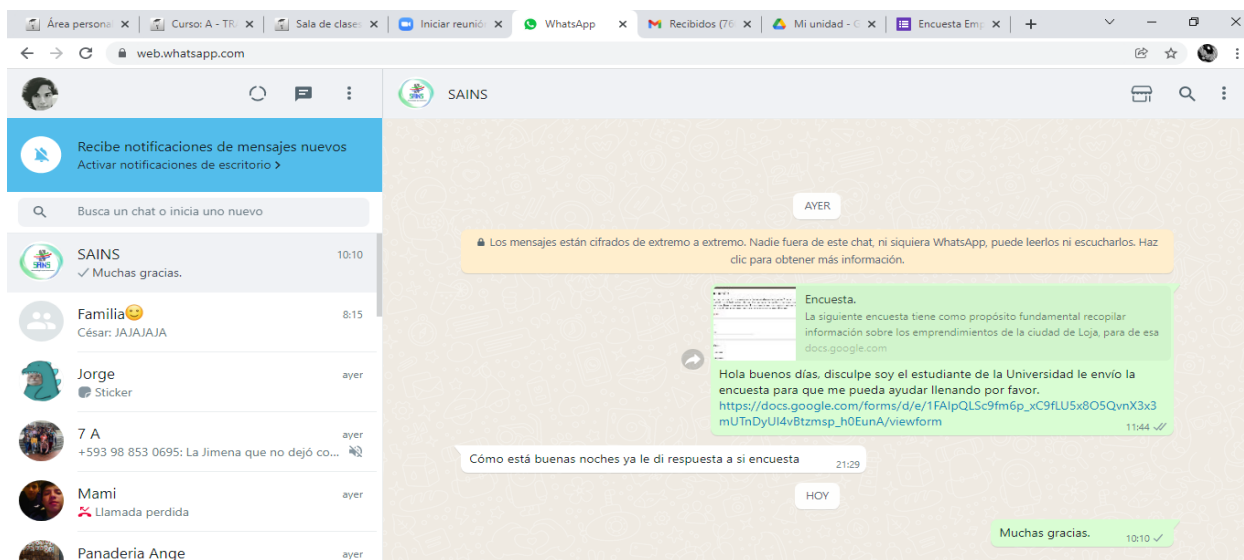 Área persona
Curso: A - TR
Sala de clase
Iniciar reunió
WhatsApp
Recibidos (76
Mi unidad - G
Encuesta Emp
web.whatsapp.com
SAINS
Recibe notificaciones de mensajes nuevos
Activar notificaciones de escritorio >
Busca un chat o inicia uno nuevo
SAINS 10:10
Muchas gracias.
Familia😊 8:15
César: JAJAJAJA
Jorge ayer
Sticker
7 A ayer
+593 98 853 0695: La Jimena que no dejó co...
Mami ayer
Llamada perdida
Panaderia Ange ayer
AYER
Los mensajes están cifrados de extremo a extremo. Nadie fuera de este chat, ni siquiera WhatsApp, puede leerlos ni escucharlos. Haz
clic para obtener más información.
Encuesta.
La siguiente encuesta tiene como propósito fundamental recopilar
información sobre los emprendimientos de la ciudad de Loja, para de esa
docs.google.com
Hola buenos días, disculpe soy el estudiante de la Universidad le envío la
encuesta para que me pueda ayudar llenando por favor.
https://docs.google.com/forms/d/e/1FAIpQLSc9fm6p_xC9fLU5x8O5QvnX3x3
mUTnDyUI4vBtzmsp_h0EunA/viewform
11:44
Cómo está buenas noches ya le di respuesta a si encuesta 21:29
HOY
Muchas gracias. 10:10